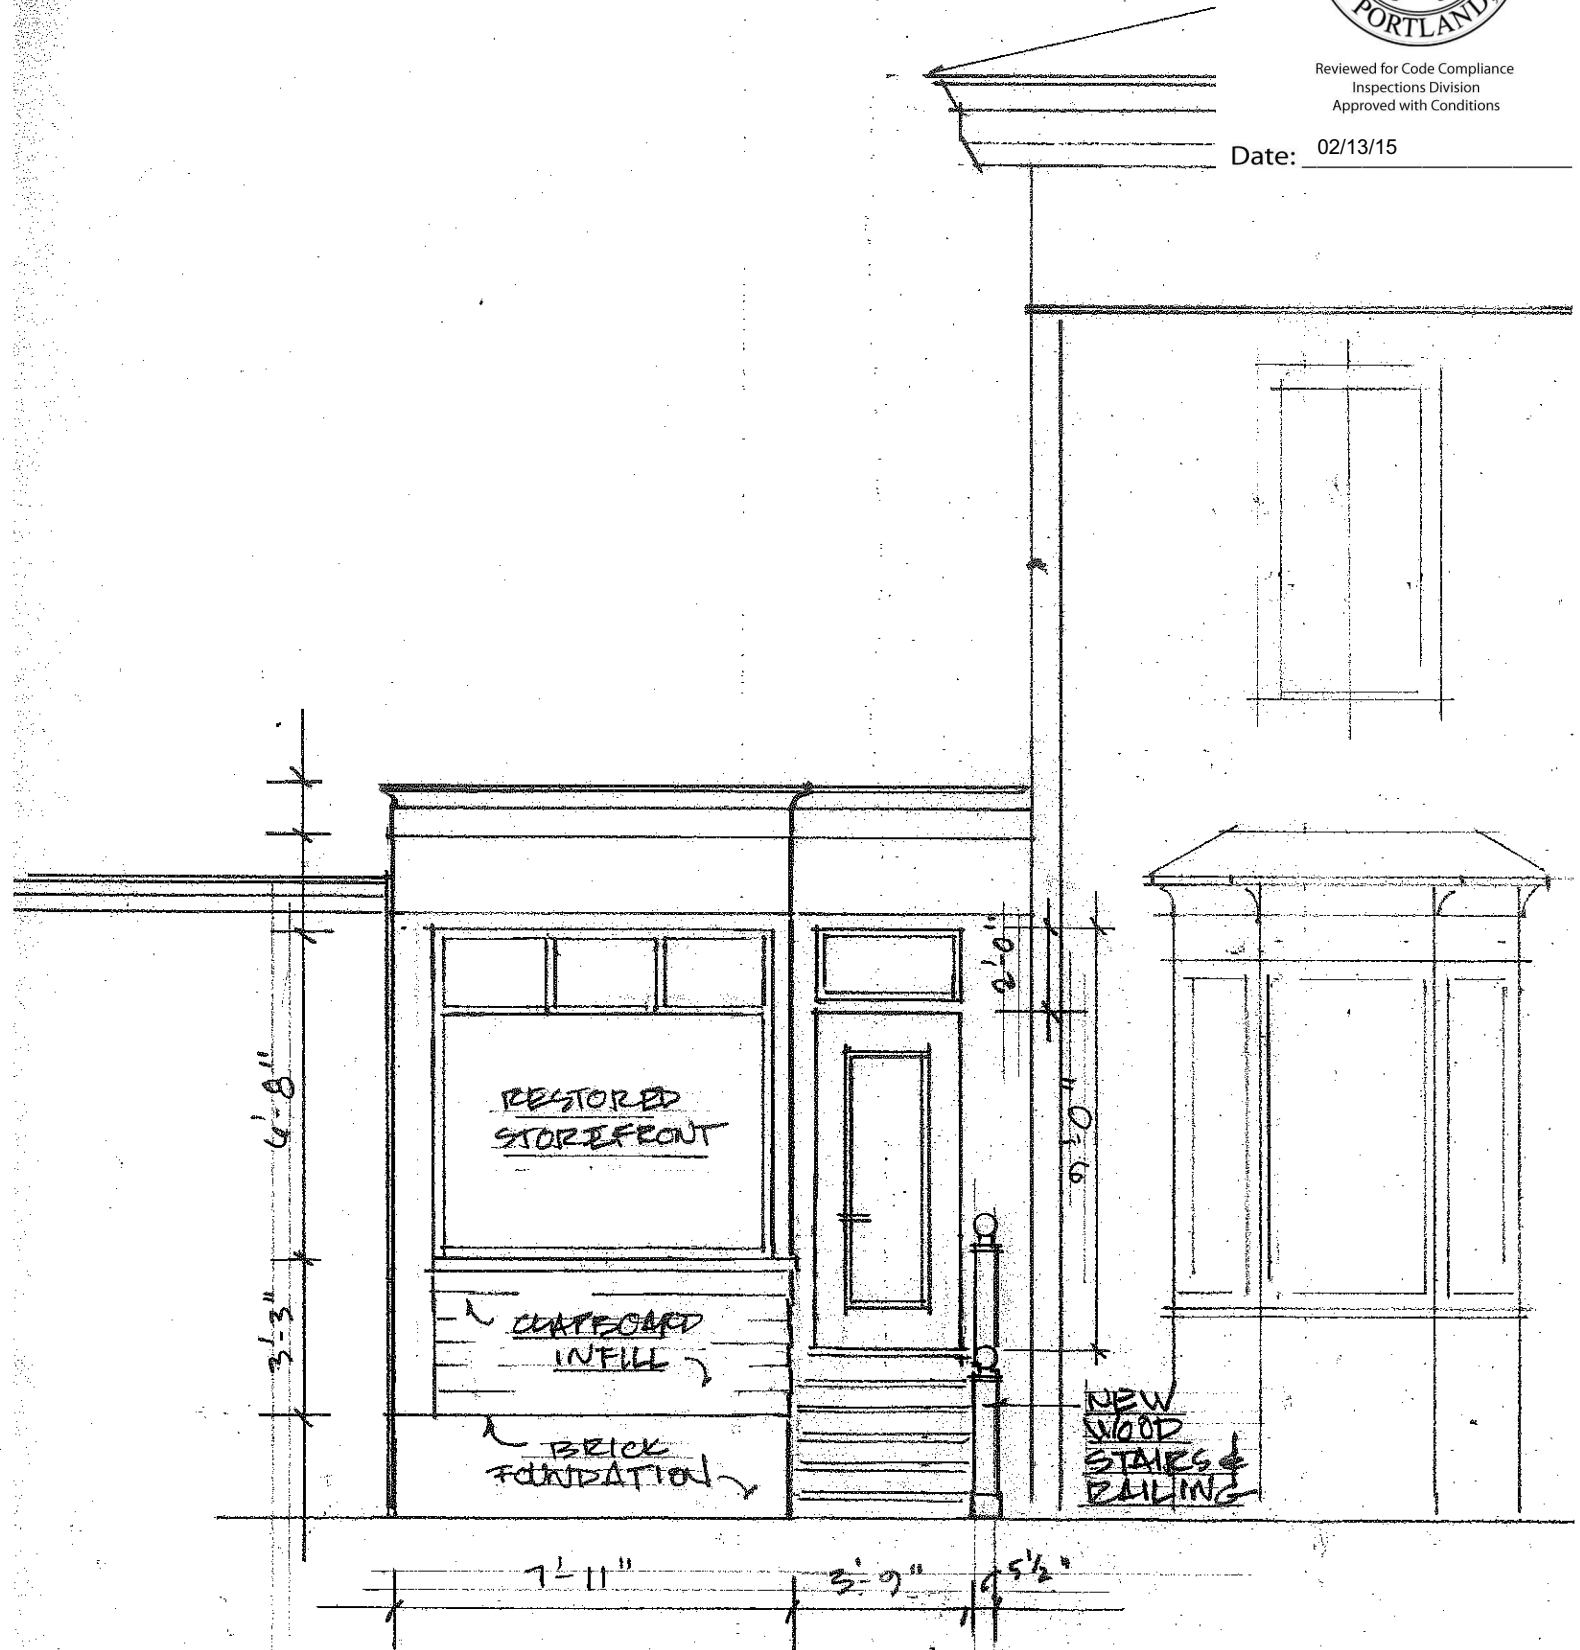 PORTLAND,
Reviewed for Code Compliance
Inspections Division
Approved with Conditions
Date: 02/13/15
2'-0"
6'-8"
RESTORED
STOREFRONT
9'-0"
3'-3"
CLAPBOARD
INFILL
NEW
WOOD
STAIRS &
RAILING
BRICK
FOUNDATION
7'-11"
3'-9"
5½"